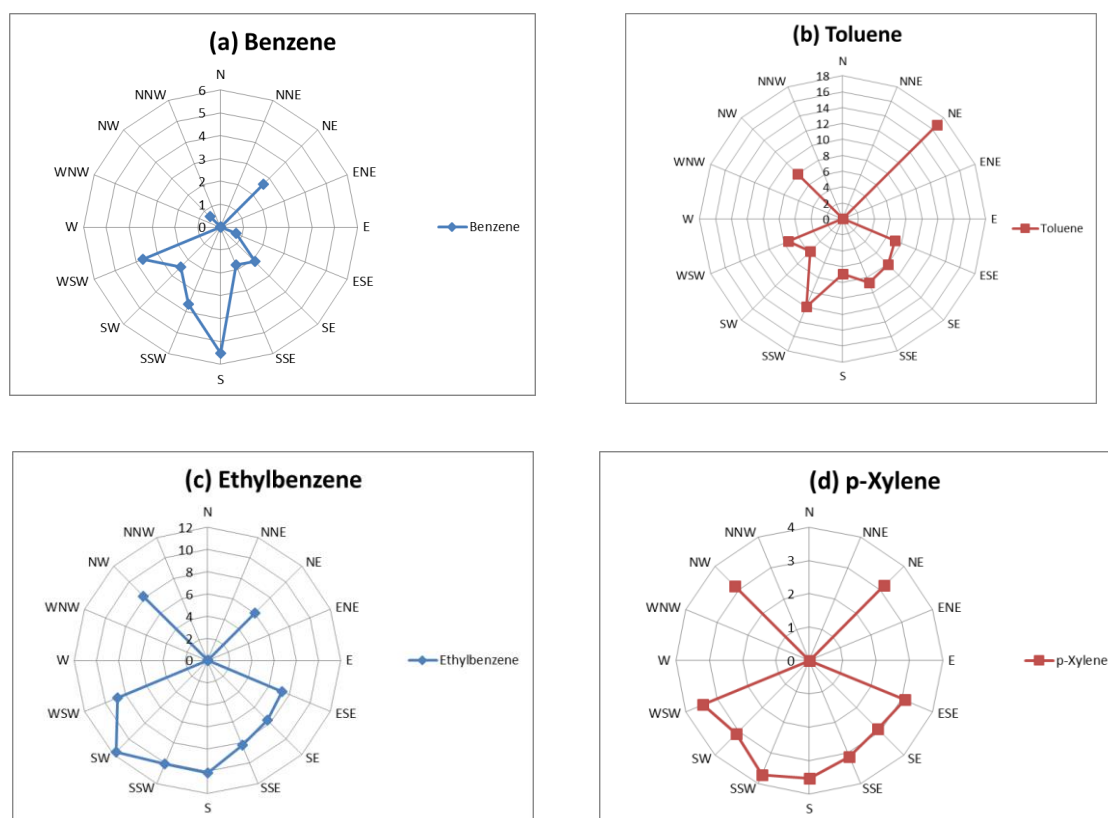 (a) Benzene
N
NNE
NE
ENE
E
ESE
SE
SSE
S
SSW
SW
WSW
W
WNW
NW
NNW
6
5
4
3
2
1
0
Benzene
(b) Toluene
N
NNE
NE
ENE
E
ESE
SE
SSE
S
SSW
SW
WSW
W
WNW
NW
NNW
18
16
14
12
10
8
6
4
2
0
Toluene
(c) Ethylbenzene
N
NNE
NE
ENE
E
ESE
SE
SSE
S
SSW
SW
WSW
W
WNW
NW
NNW
12
10
8
6
4
2
0
Ethylbenzene
(d) p-Xylene
N
NNE
NE
ENE
E
ESE
SE
SSE
S
SSW
SW
WSW
W
WNW
NW
NNW
4
3
2
1
0
p-Xylene